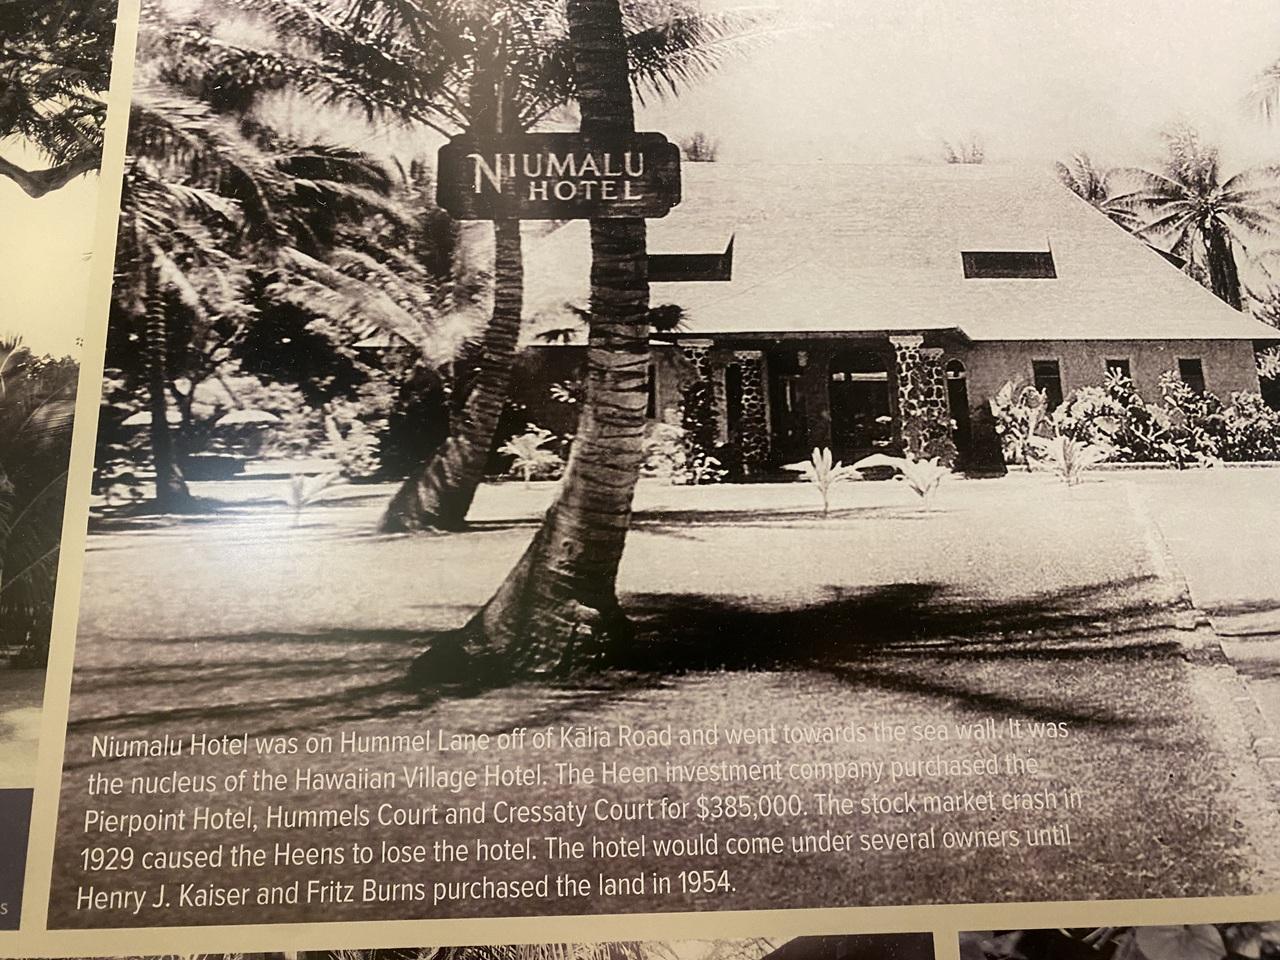 NIUMALU
HOTEL
Niumalu Hotel was on Hummel Lane off of Kālia Road and went towards the sea wall. It was
the nucleus of the Hawaiian Village Hotel. The Heen investment company purchased the
Pierpoint Hotel, Hummels Court and Cressaty Court for $385,000. The stock market crash in
1929 caused the Heens to lose the hotel. The hotel would come under several owners until
Henry J. Kaiser and Fritz Burns purchased the land in 1954.
s